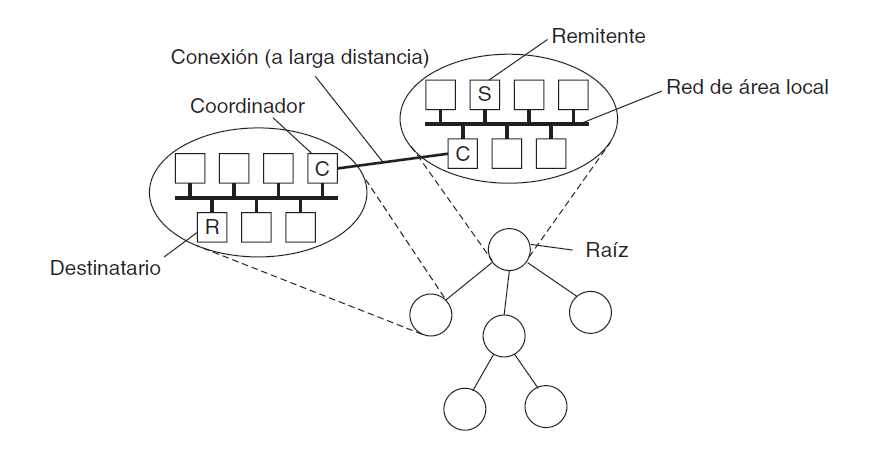 Remitente
Conexión (a larga distancia)
Red de área local
S
Coordinador
C
C
R
Destinatario
Raíz